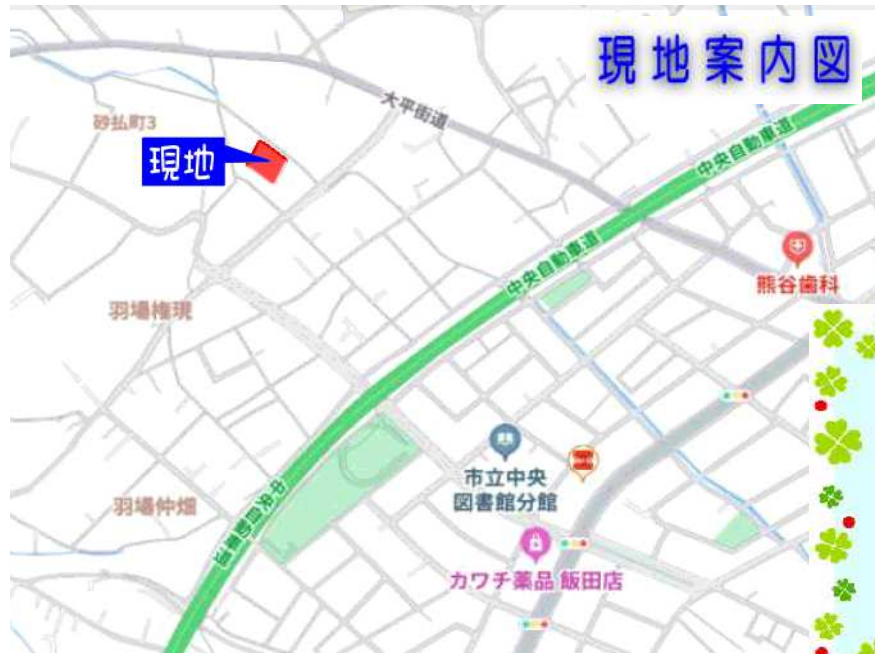 現地案内図
大平街道
砂払町3
現地
中央自動車道
中央自動車道
熊谷歯科
羽場権現
市立中央
図書館分館
羽場仲畑
中央自動車道
カワチ薬品 飯田店